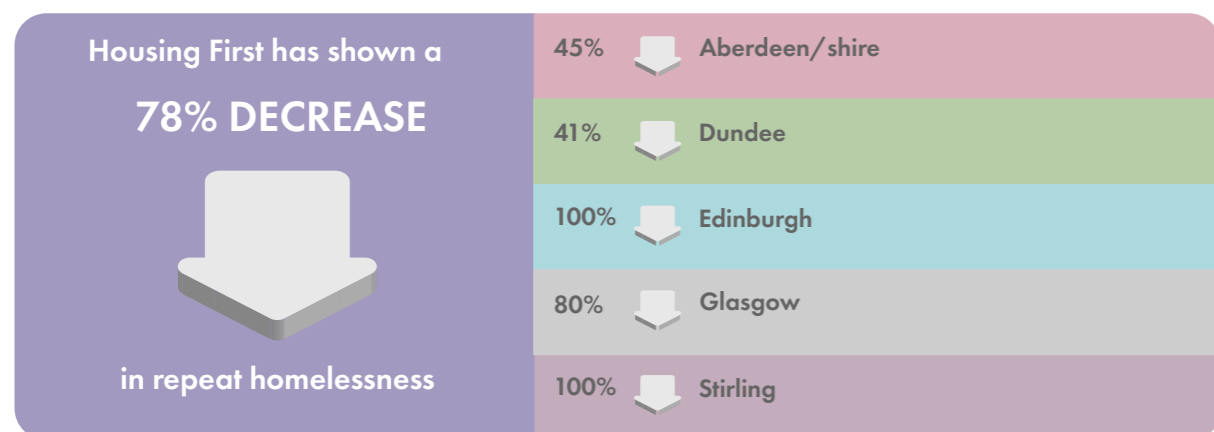 Housing First has shown a
78% DECREASE
in repeat homelessness
45% Aberdeen/shire
41% Dundee
100% Edinburgh
80% Glasgow
100% Stirling